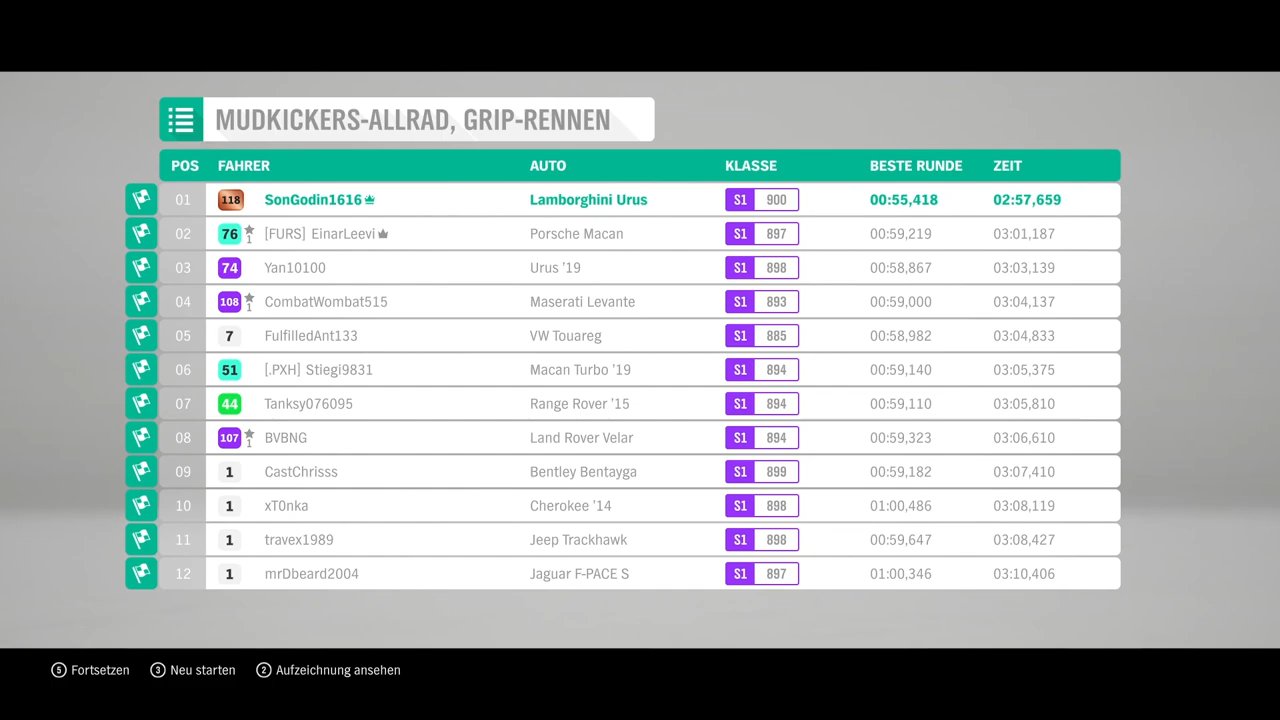 MUDKICKERS-ALLRAD, GRIP-RENNEN
POS FAHRER AUTO KLASSE BESTE RUNDE ZEIT
01 118 SonGodin1616 Lamborghini Urus S1 900 00:55,418 02:57,659
02 76 1 [FURS] EinarLeevi Porsche Macan S1 897 00:59,219 03:01,187
03 74 Yan10100 Urus ’19 S1 898 00:58,867 03:03,139
04 108 1 CombatWombat515 Maserati Levante S1 893 00:59,000 03:04,137
05 7 FulfilledAnt133 VW Touareg S1 885 00:58,982 03:04,833
06 51 [.PXH] Stiegi9831 Macan Turbo ’19 S1 894 00:59,140 03:05,375
07 44 Tanksy076095 Range Rover ’15 S1 894 00:59,110 03:05,810
08 107 1 BVBNG Land Rover Velar S1 894 00:59,323 03:06,610
09 1 CastChrisss Bentley Bentayga S1 899 00:59,182 03:07,410
10 1 xT0nka Cherokee ’14 S1 898 01:00,486 03:08,119
11 1 travex1989 Jeep Trackhawk S1 898 00:59,647 03:08,427
12 1 mrDbeard2004 Jaguar F-PACE S S1 897 01:00,346 03:10,406
5 Fortsetzen 3 Neu starten 2 Aufzeichnung ansehen